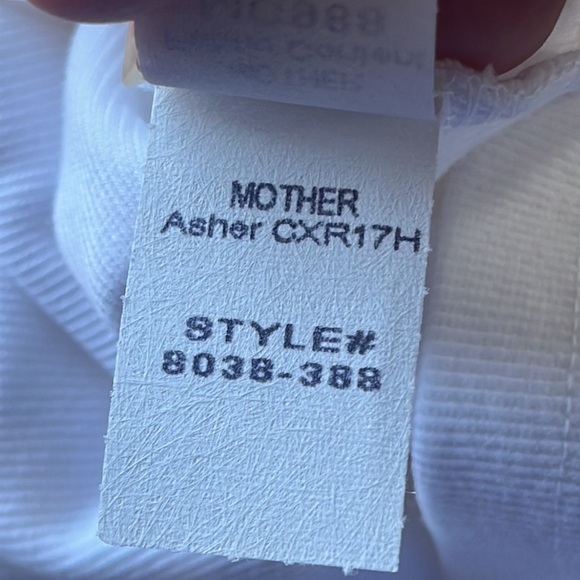 MOTHER
Asher CXR17H
STYLE#
8038-388